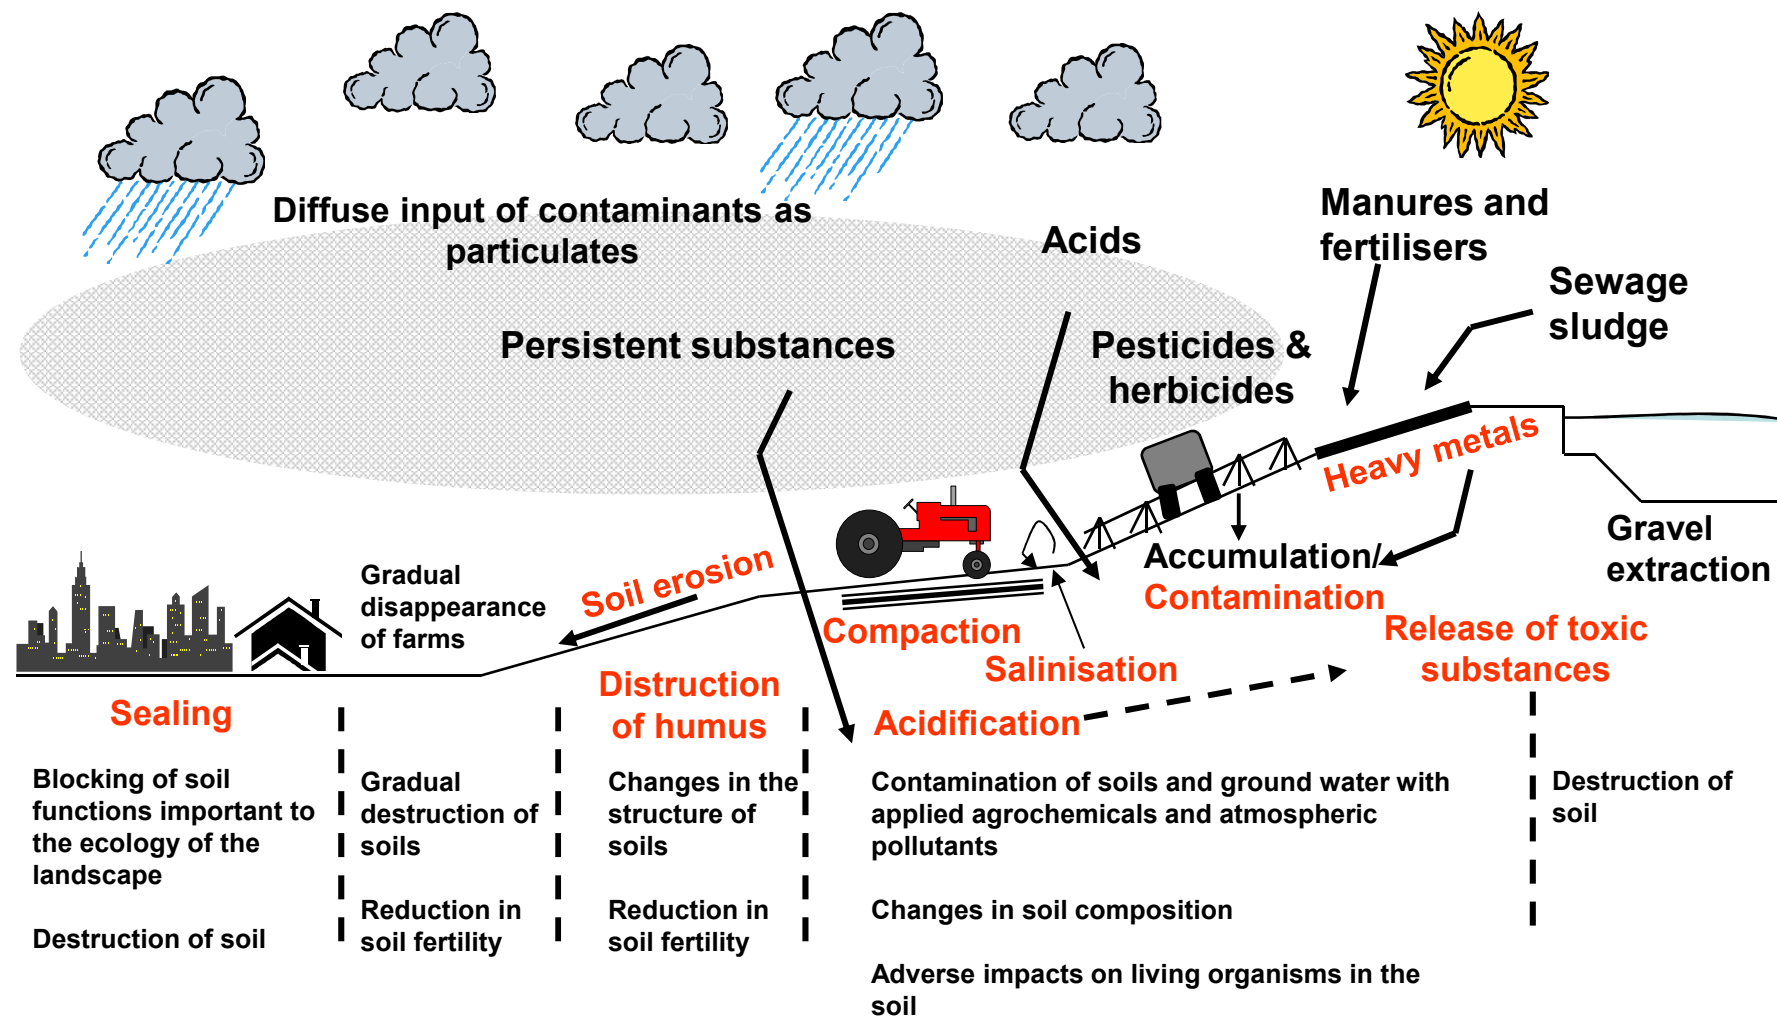 Diffuse input of contaminants as
particulates
Acids
Manures and
fertilisers
Sewage
sludge
Persistent substances
Pesticides &
herbicides
Heavy metals
Gravel
extraction
Accumulation/
Contamination
Gradual
disappearance
of farms
Soil erosion
Compaction
Salinisation
Release of toxic
substances
Sealing
Distruction
of humus
Acidification
Blocking of soil
functions important to
the ecology of the
landscape
Destruction of soil
Gradual
destruction of
soils
Reduction in
soil fertility
Changes in the
structure of
soils
Reduction in
soil fertility
Contamination of soils and ground water with
applied agrochemicals and atmospheric
pollutants
Changes in soil composition
Adverse impacts on living organisms in the
soil
Destruction of
soil